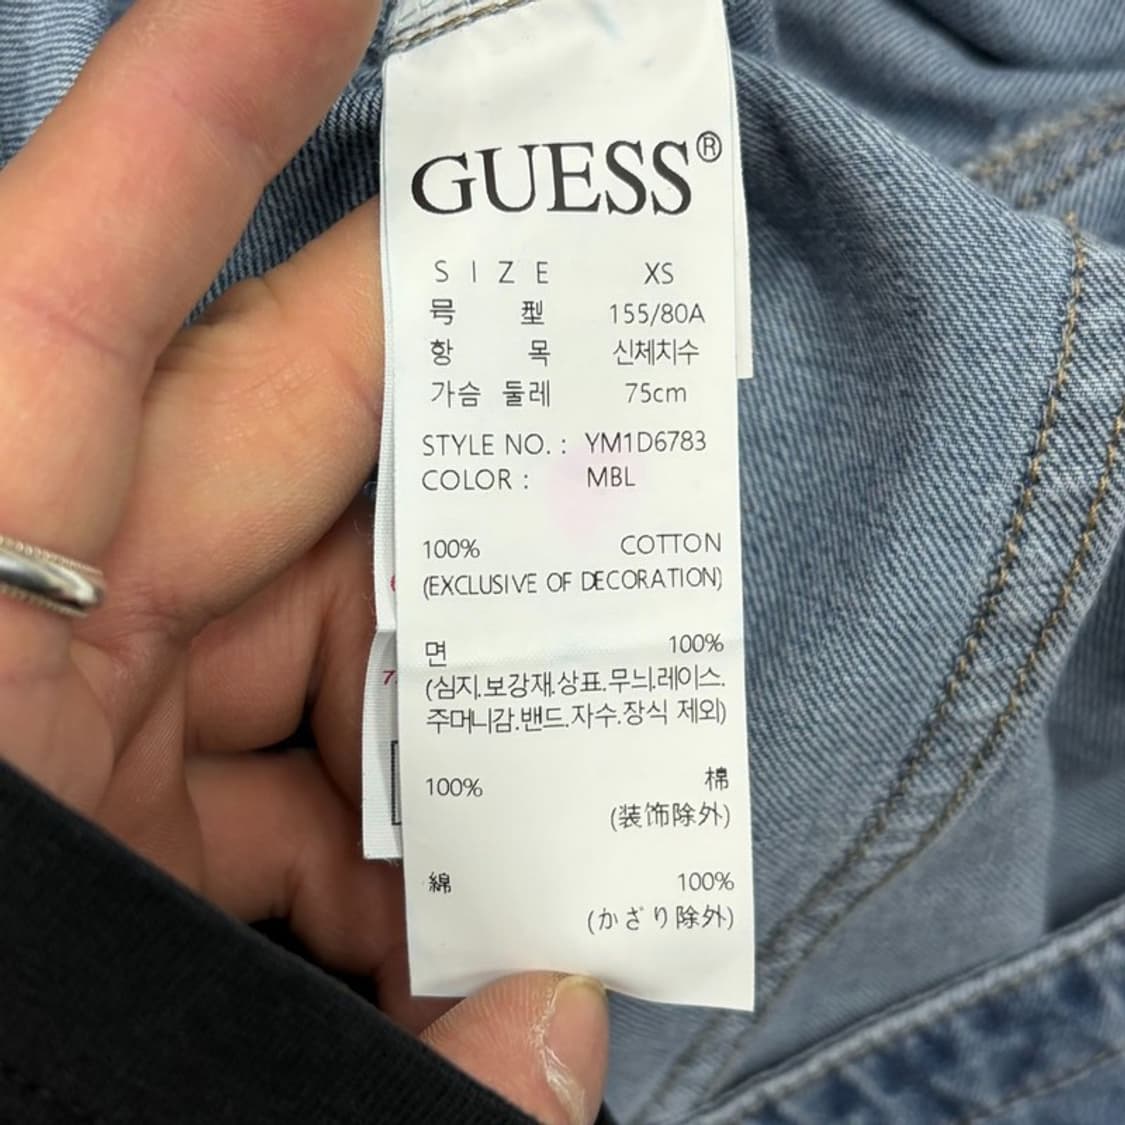 GUESS®
SIZE XS
号型 155/80A
항목 신체치수
가슴 둘레 75cm
STYLE NO. : YM1D6783
COLOR : MBL
100% COTTON
(EXCLUSIVE OF DECORATION)
면 100%
(심지.보강재.상표.무늬.레이스.
주머니감.밴드.자수.장식 제외)
100% 棉
(装饰除外)
綿 100%
(かざり除外)
7